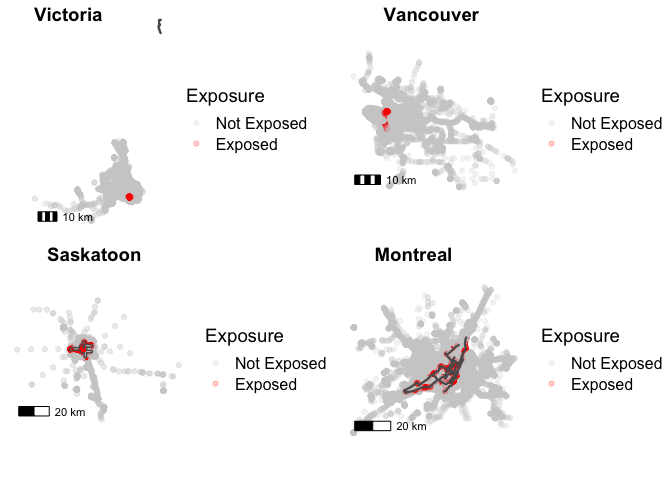 Victoria
Exposure
Not Exposed
Exposed
10 km
Vancouver
Exposure
Not Exposed
Exposed
10 km
Saskatoon
Exposure
Not Exposed
Exposed
20 km
Montreal
Exposure
Not Exposed
Exposed
20 km